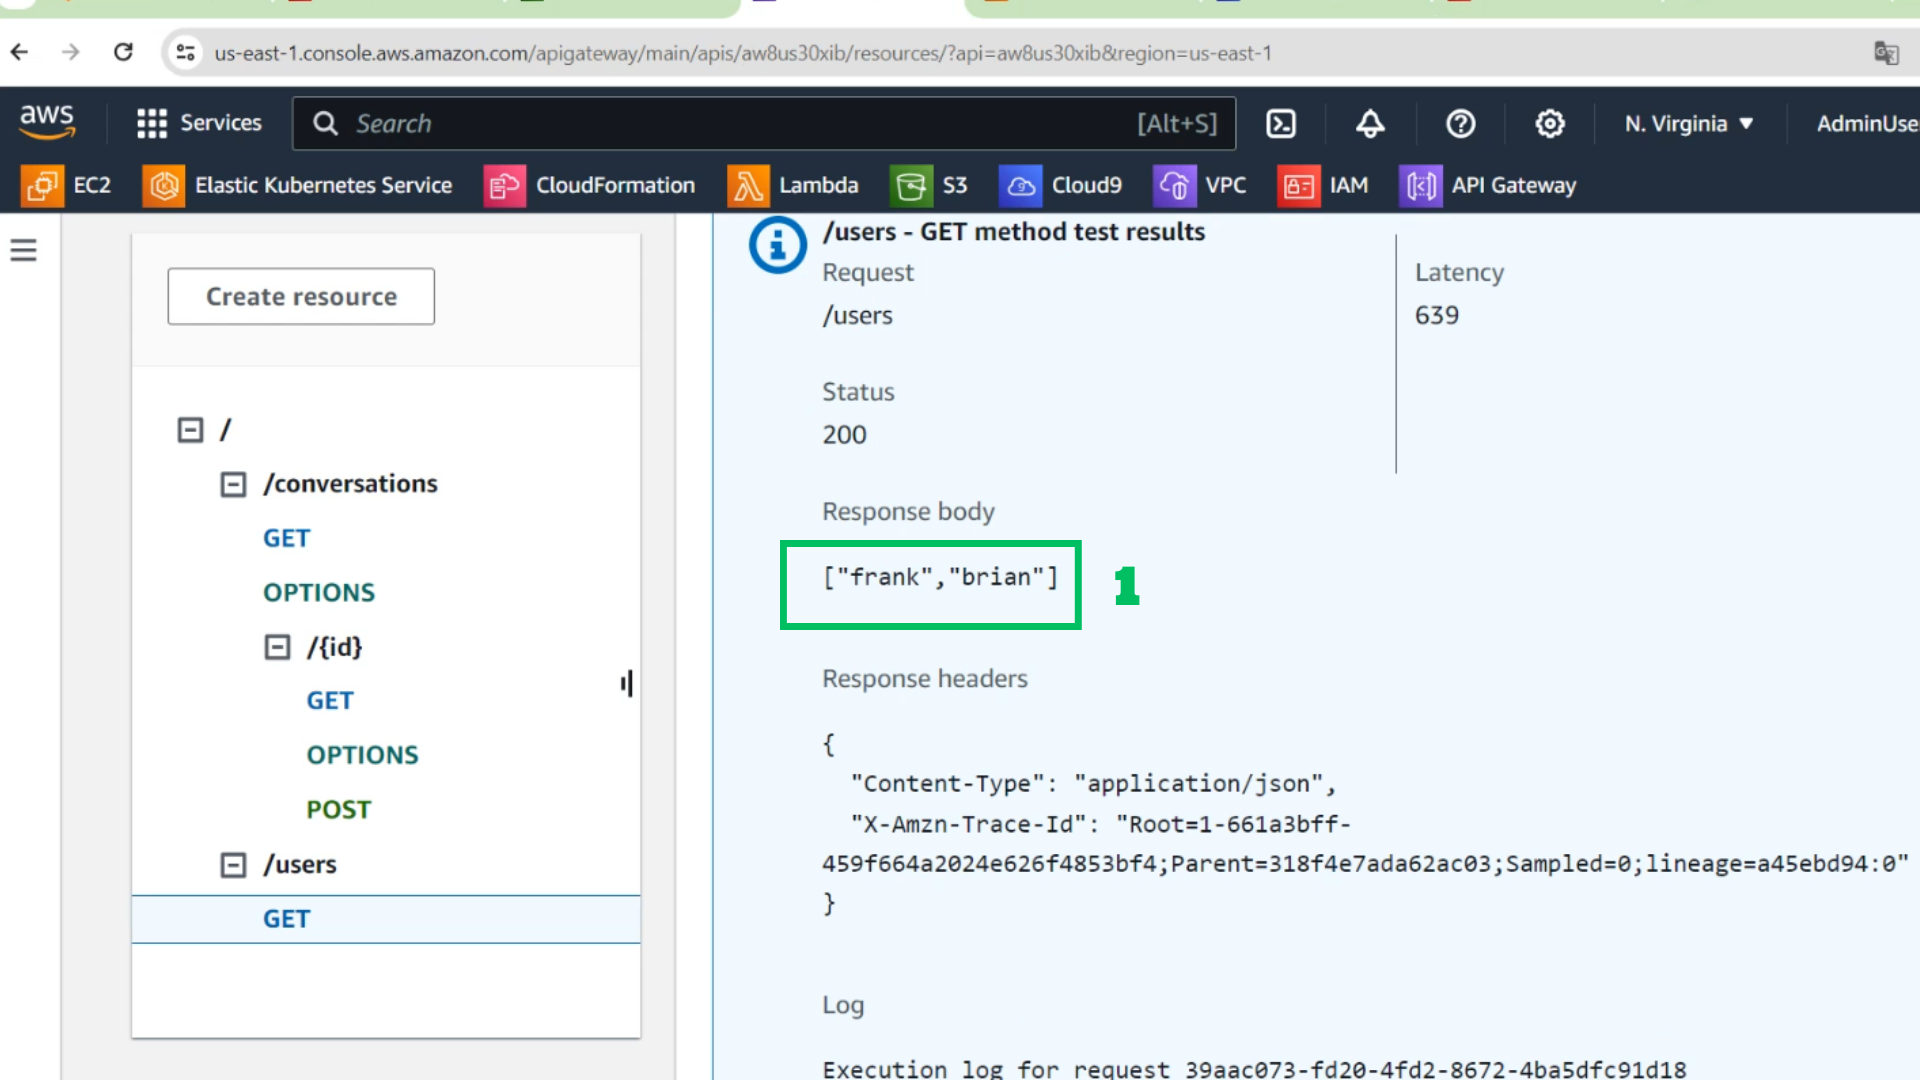 us-east-1.console.aws.amazon.com/apigateway/main/apis/aw8us30xib/resources/?api=aw8us30xib&region=us-east-1
aws
Services
Search
[Alt+S]
N. Virginia
AdminUse
EC2
Elastic Kubernetes Service
CloudFormation
Lambda
S3
Cloud9
VPC
IAM
API Gateway
Create resource
/
/conversations
GET
OPTIONS
/{id}
GET
OPTIONS
POST
/users
GET
/users - GET method test results
Request
/users
Latency
639
Status
200
Response body
["frank","brian"]
1
Response headers
{
"Content-Type": "application/json",
"X-Amzn-Trace-Id": "Root=1-661a3bff-
459f664a2024e626f4853bf4;Parent=318f4e7ada62ac03;Sampled=0;lineage=a45ebd94:0"
}
Log
Execution log for request 39aac073-fd20-4fd2-8672-4ba5dfc91d18